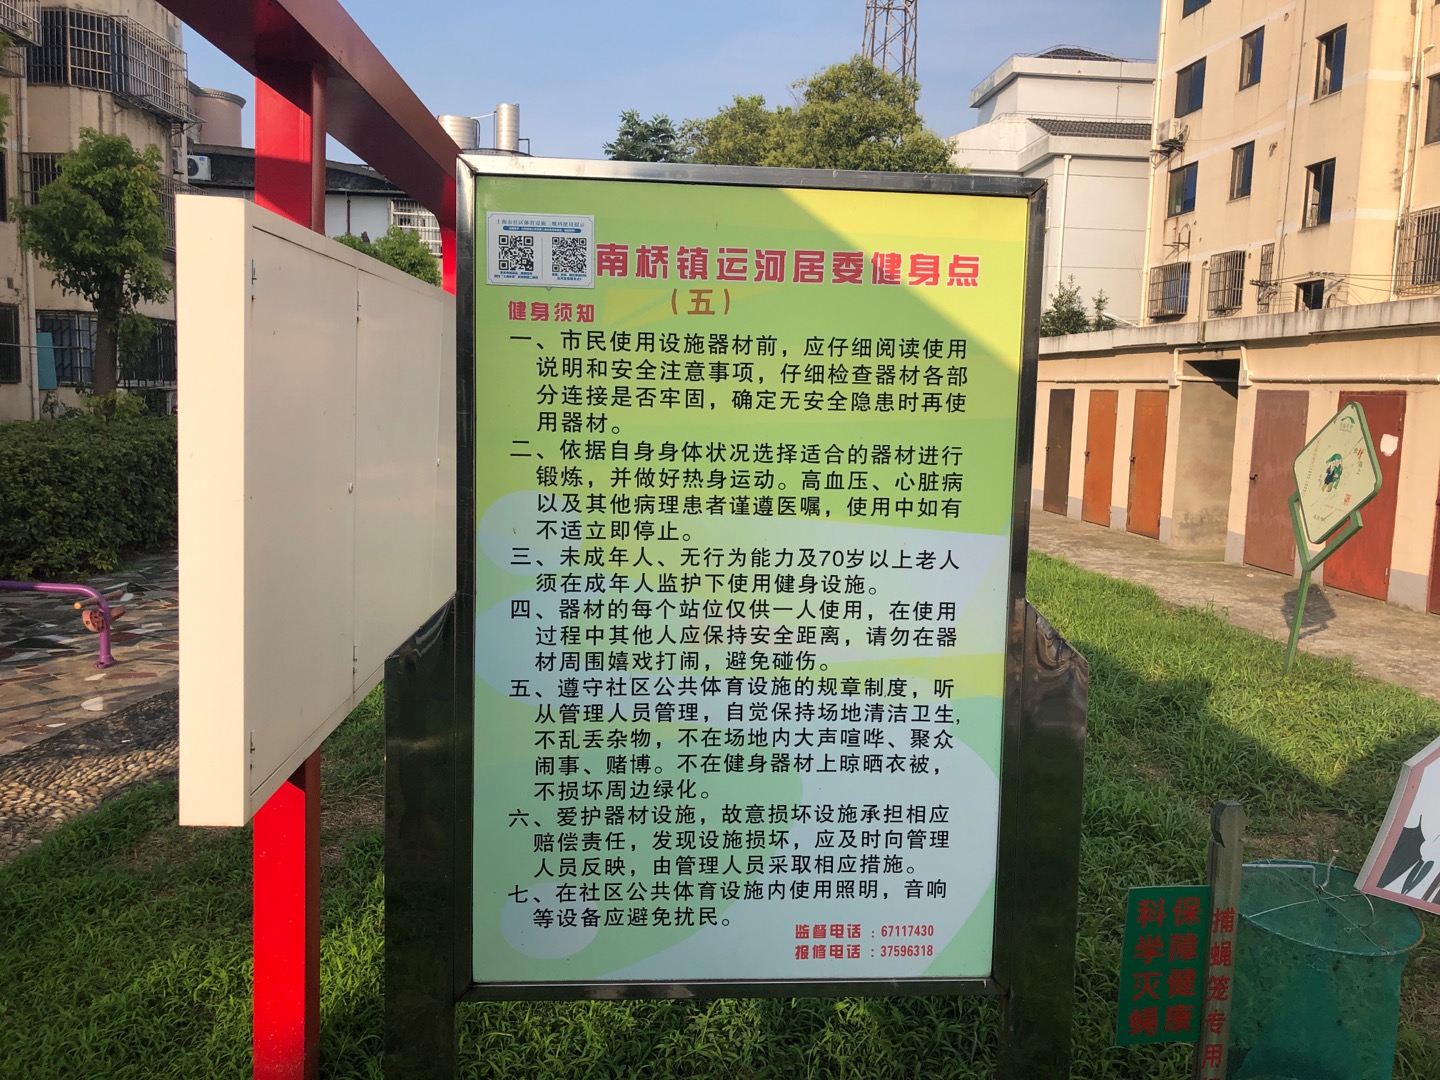 上海市社区体育设施二维码使用提示
南桥镇运河居委健身点
（五）
健身须知
一、市民使用设施器材前，应仔细阅读使用
说明和安全注意事项，仔细检查器材各部
分连接是否牢固，确定无安全隐患时再使
用器材。
二、依据自身身体状况选择适合的器材进行
锻炼，并做好热身运动。高血压、心脏病
以及其他病理患者谨遵医嘱，使用中如有
不适立即停止。
三、未成年人、无行为能力及70岁以上老人
须在成年人监护下使用健身设施。
四、器材的每个站位仅供一人使用，在使用
过程中其他人应保持安全距离，请勿在器
材周围嬉戏打闹，避免碰伤。
五、遵守社区公共体育设施的规章制度，听
从管理人员管理，自觉保持场地清洁卫生，
不乱丢杂物，不在场地内大声喧哗、聚众
闹事、赌博。不在健身器材上晾晒衣被，
不损坏周边绿化。
六、爱护器材设施，故意损坏设施承担相应
赔偿责任，发现设施损坏，应及时向管理
人员反映，由管理人员采取相应措施。
七、在社区公共体育设施内使用照明，音响
等设备应避免扰民。
监督电话：67117430
报修电话：37596318
保障健康
科学灭蝇
捕蝇笼专用